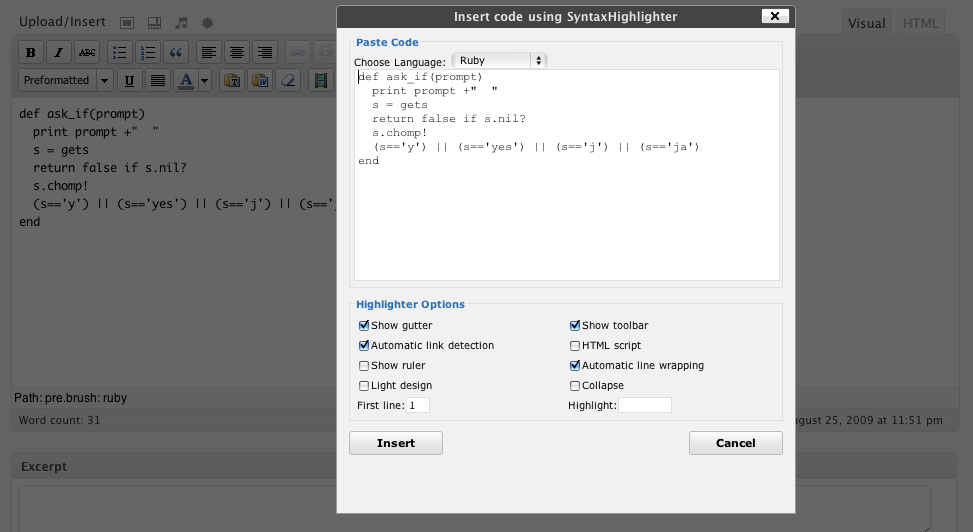 Upload/Insert
Visual
HTML
B I ABC
Preformatted
U A
def ask_if(prompt)
  print prompt +"  "
  s = gets
  return false if s.nil?
  s.chomp!
  (s=='y') || (s=='yes') || (s=='j') || (s=='
end
Path: pre.brush: ruby
Word count: 31
gust 25, 2009 at 11:51 pm
Excerpt
Insert code using SyntaxHighlighter
Paste Code
Choose Language: Ruby
def ask_if(prompt)
  print prompt +"  "
  s = gets
  return false if s.nil?
  s.chomp!
  (s=='y') || (s=='yes') || (s=='j') || (s=='ja')
end
Highlighter Options
Show gutter
Show toolbar
Automatic link detection
HTML script
Show ruler
Automatic line wrapping
Light design
Collapse
First line: 1
Highlight:
Insert
Cancel